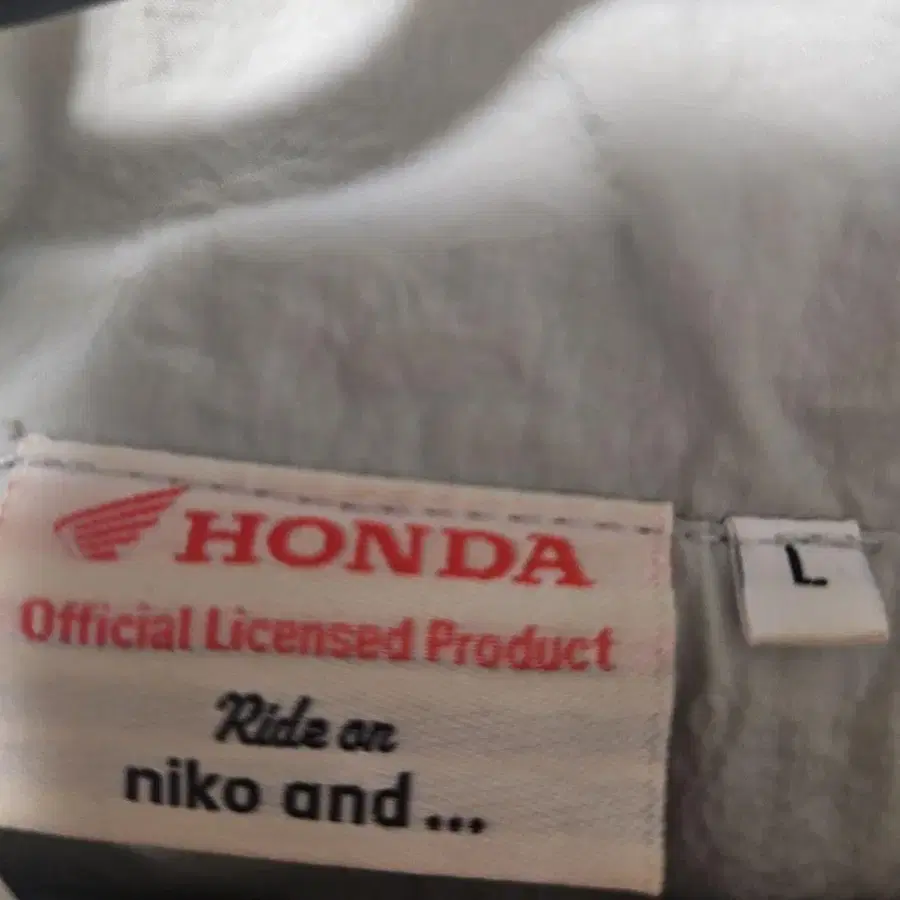 HONDA
Official Licensed Product
Ride on
niko and ...
L